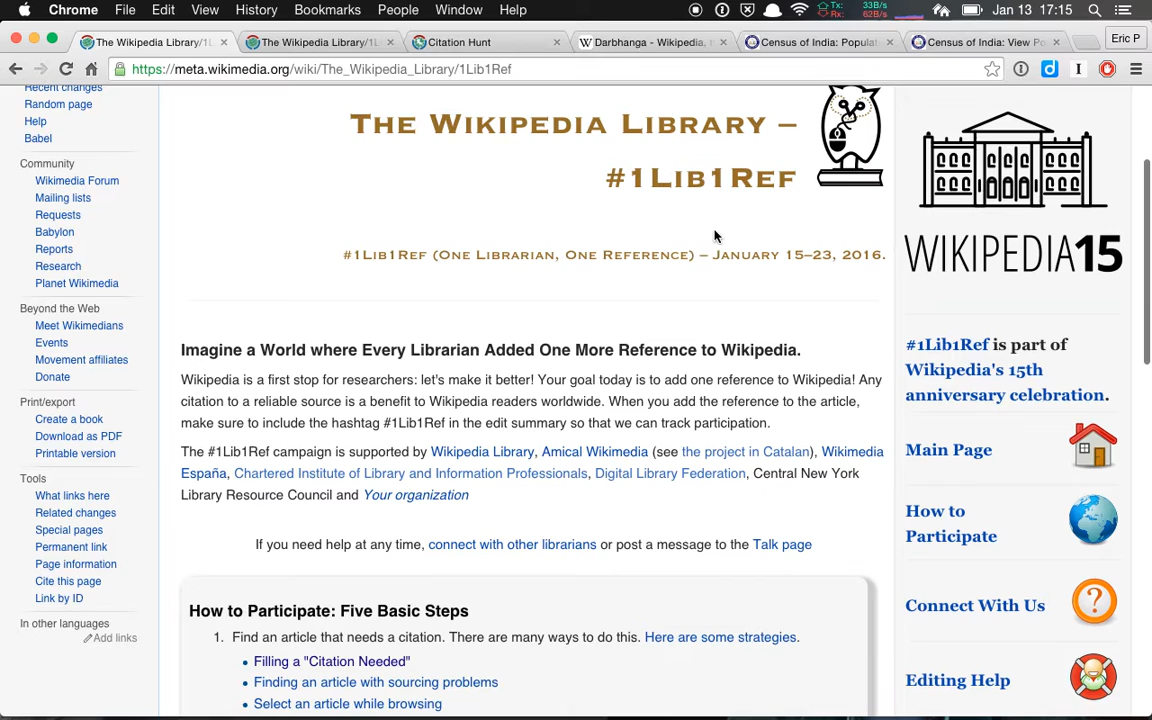 Chrome File Edit View History Bookmarks People Window Help Tx: 33B/s Rx: 62B/s Jan 13 17:15
The Wikipedia Library/1L × The Wikipedia Library/1L × Citation Hunt × Darbhanga - Wikipedia, × Census of India: Populat × Census of India: View Po × Eric P
https://meta.wikimedia.org/wiki/The_Wikipedia_Library/1Lib1Ref
Recent changes
Random page
Help
Babel
Community
Wikimedia Forum
Mailing lists
Requests
Babylon
Reports
Research
Planet Wikimedia
Beyond the Web
Meet Wikimedians
Events
Movement affiliates
Donate
Print/export
Create a book
Download as PDF
Printable version
Tools
What links here
Related changes
Special pages
Permanent link
Page information
Cite this page
Link by ID
In other languages
Add links
The Wikipedia Library –
#1Lib1Ref
#1Lib1Ref (One Librarian, One Reference) – January 15–23, 2016.
Imagine a World where Every Librarian Added One More Reference to Wikipedia.
Wikipedia is a first stop for researchers: let's make it better! Your goal today is to add one reference to Wikipedia! Any
citation to a reliable source is a benefit to Wikipedia readers worldwide. When you add the reference to the article,
make sure to include the hashtag #1Lib1Ref in the edit summary so that we can track participation.
The #1Lib1Ref campaign is supported by Wikipedia Library, Amical Wikimedia (see the project in Catalan), Wikimedia
España, Chartered Institute of Library and Information Professionals, Digital Library Federation, Central New York
Library Resource Council and Your organization
If you need help at any time, connect with other librarians or post a message to the Talk page
How to Participate: Five Basic Steps
1. Find an article that needs a citation. There are many ways to do this. Here are some strategies.
• Filling a "Citation Needed"
• Finding an article with sourcing problems
• Select an article while browsing
WIKIPEDIA15
#1Lib1Ref is part of
Wikipedia's 15th
anniversary celebration.
Main Page
How to
Participate
Connect With Us
Editing Help